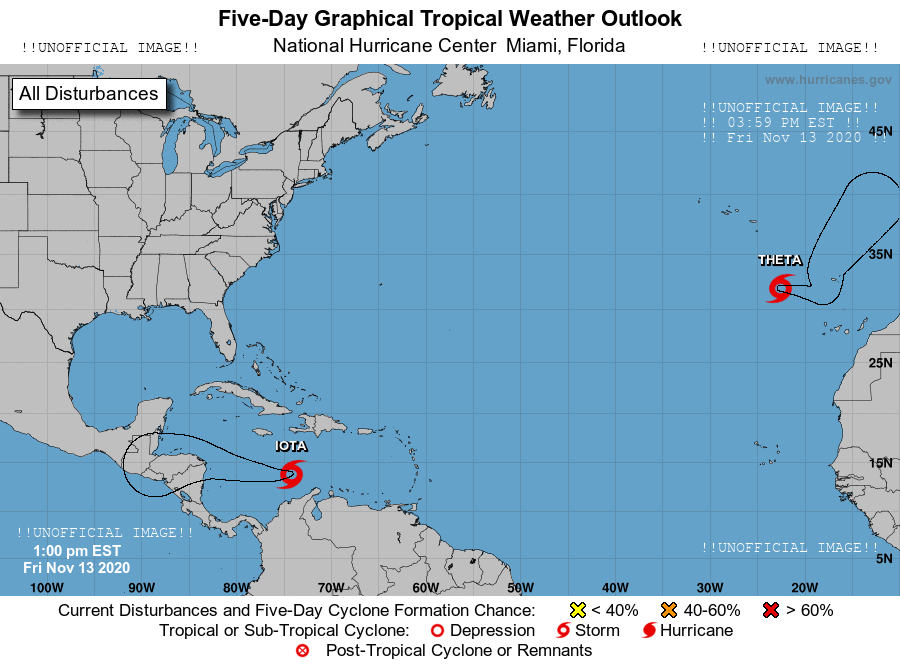 Five-Day Graphical Tropical Weather Outlook
!!UNOFFICIAL IMAGE!! National Hurricane Center  Miami, Florida !!UNOFFICIAL IMAGE!!
All Disturbances
www.hurricanes.gov
!!UNOFFICIAL IMAGE!!
!! 03:59 PM EST !!
!! Fri Nov 13 2020 !!
45N
THETA
35N
25N
IOTA
15N
!!UNOFFICIAL IMAGE!!
1:00 pm EST
Fri Nov 13 2020
!!UNOFFICIAL IMAGE!!
5N
100W 90W 80W 70W 60W 50W 40W 30W 20W
Current Disturbances and Five-Day Cyclone Formation Chance: < 40% 40-60% > 60%
Tropical or Sub-Tropical Cyclone: Depression Storm Hurricane
Post-Tropical Cyclone or Remnants